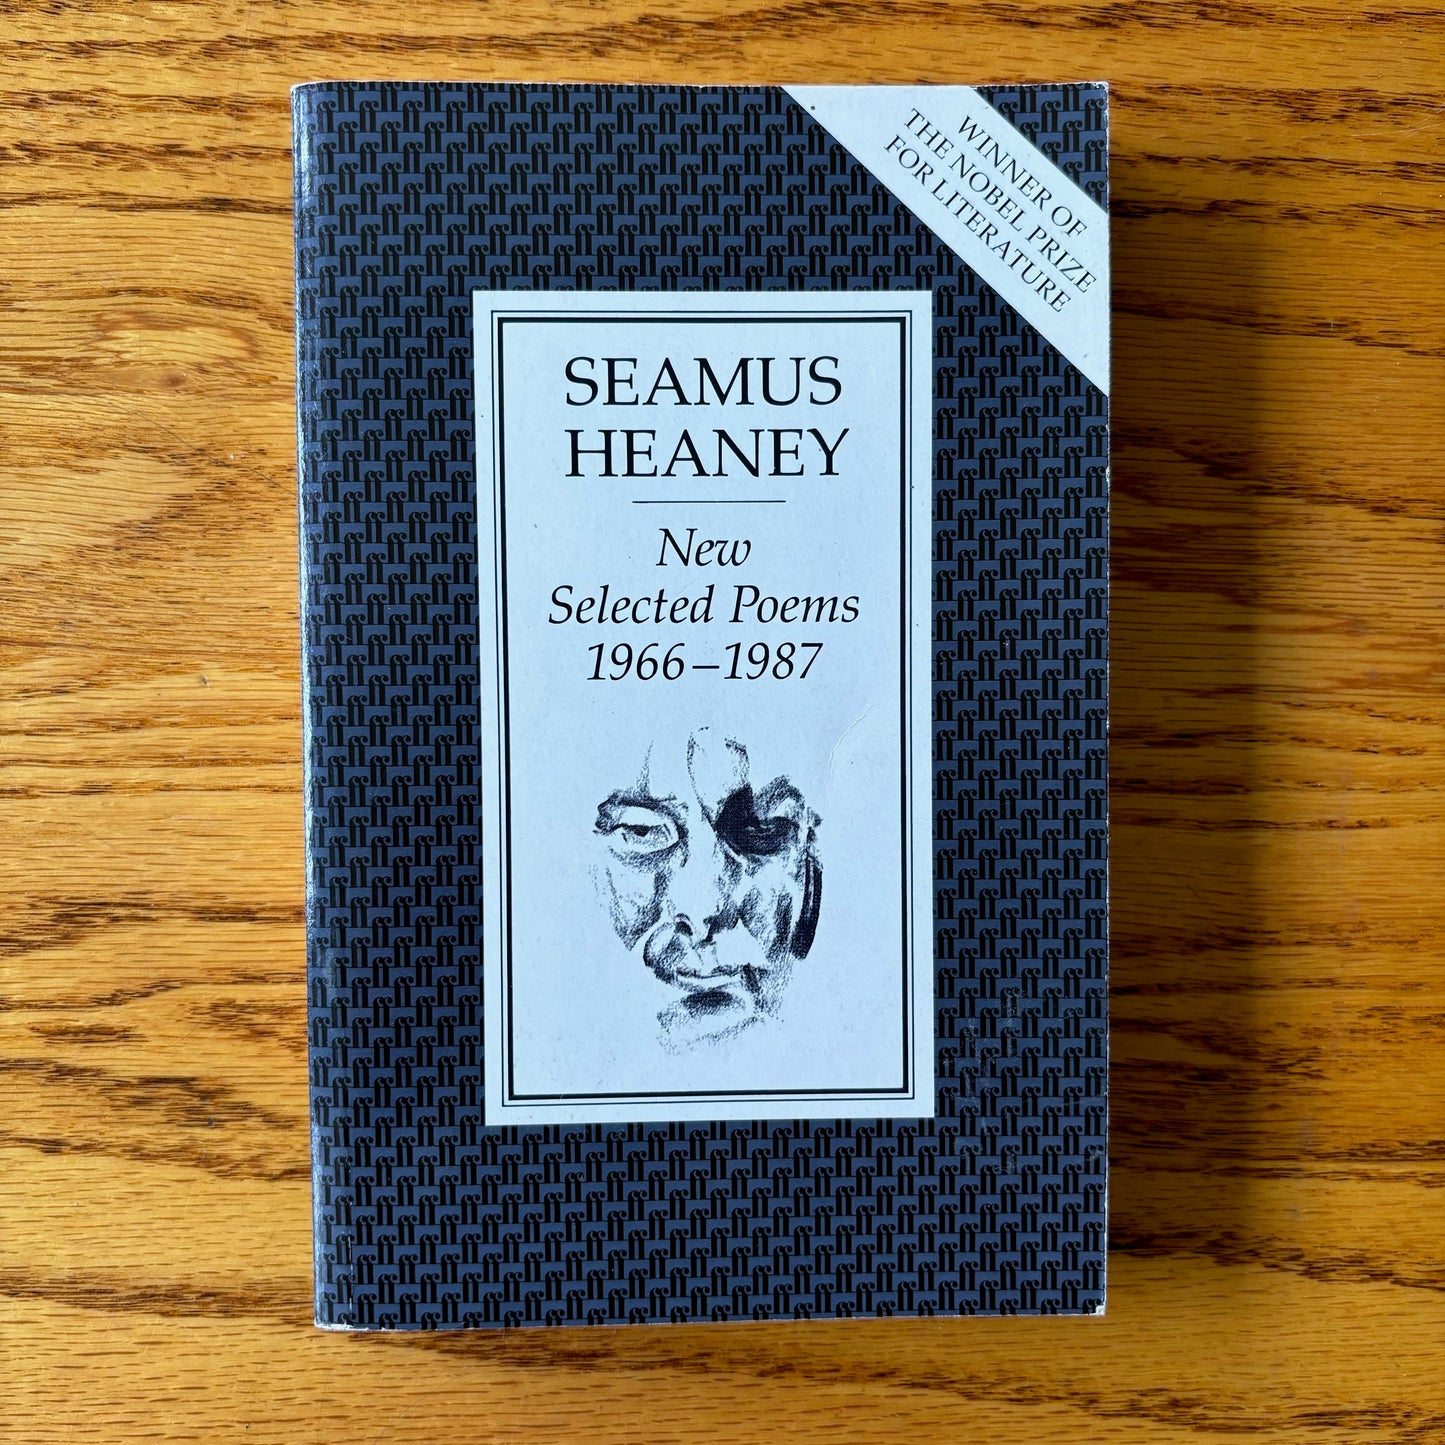 WINNER OF
THE NOBEL PRIZE
FOR LITERATURE
SEAMUS
HEANEY
New
Selected Poems
1966–1987